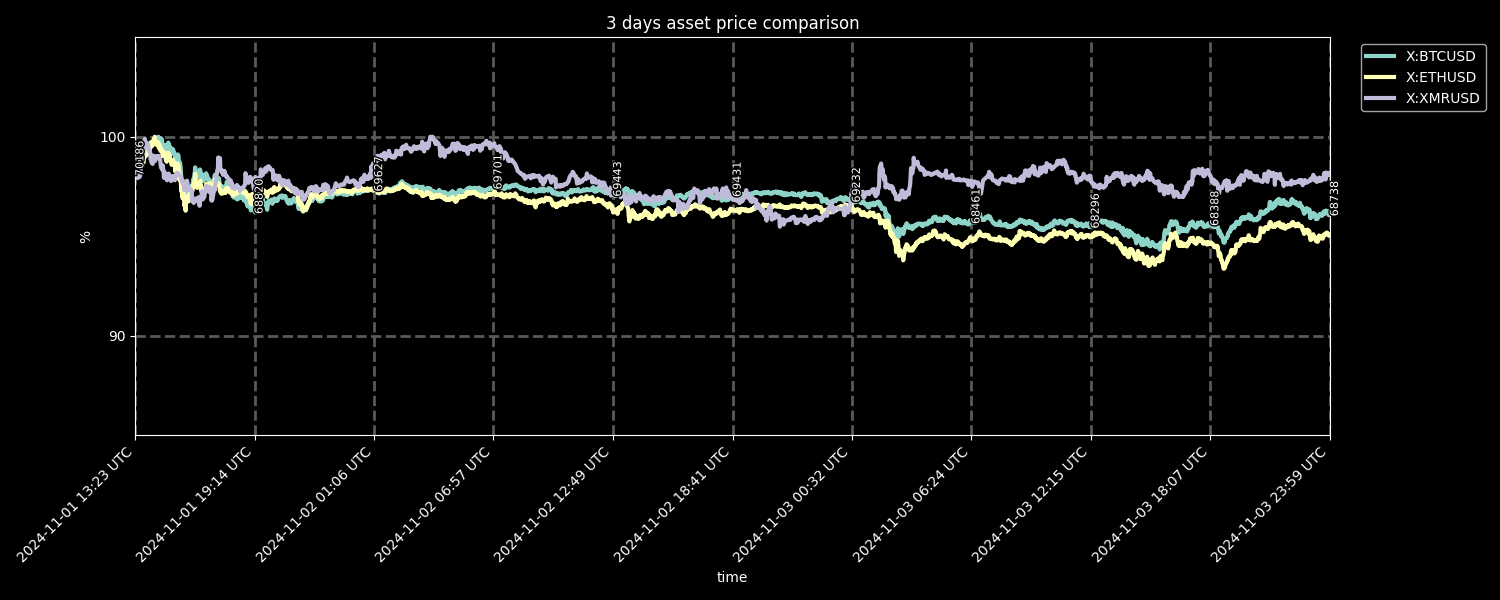 3 days asset price comparison
X:BTCUSD
X:ETHUSD
X:XMRUSD
100
90
%
70186
68820
69627
69701
69443
69431
69232
68461
68296
68388
68738
2024-11-01 13:23 UTC
2024-11-01 19:14 UTC
2024-11-02 01:06 UTC
2024-11-02 06:57 UTC
2024-11-02 12:49 UTC
2024-11-02 18:41 UTC
2024-11-03 00:32 UTC
2024-11-03 06:24 UTC
2024-11-03 12:15 UTC
2024-11-03 18:07 UTC
2024-11-03 23:59 UTC
time